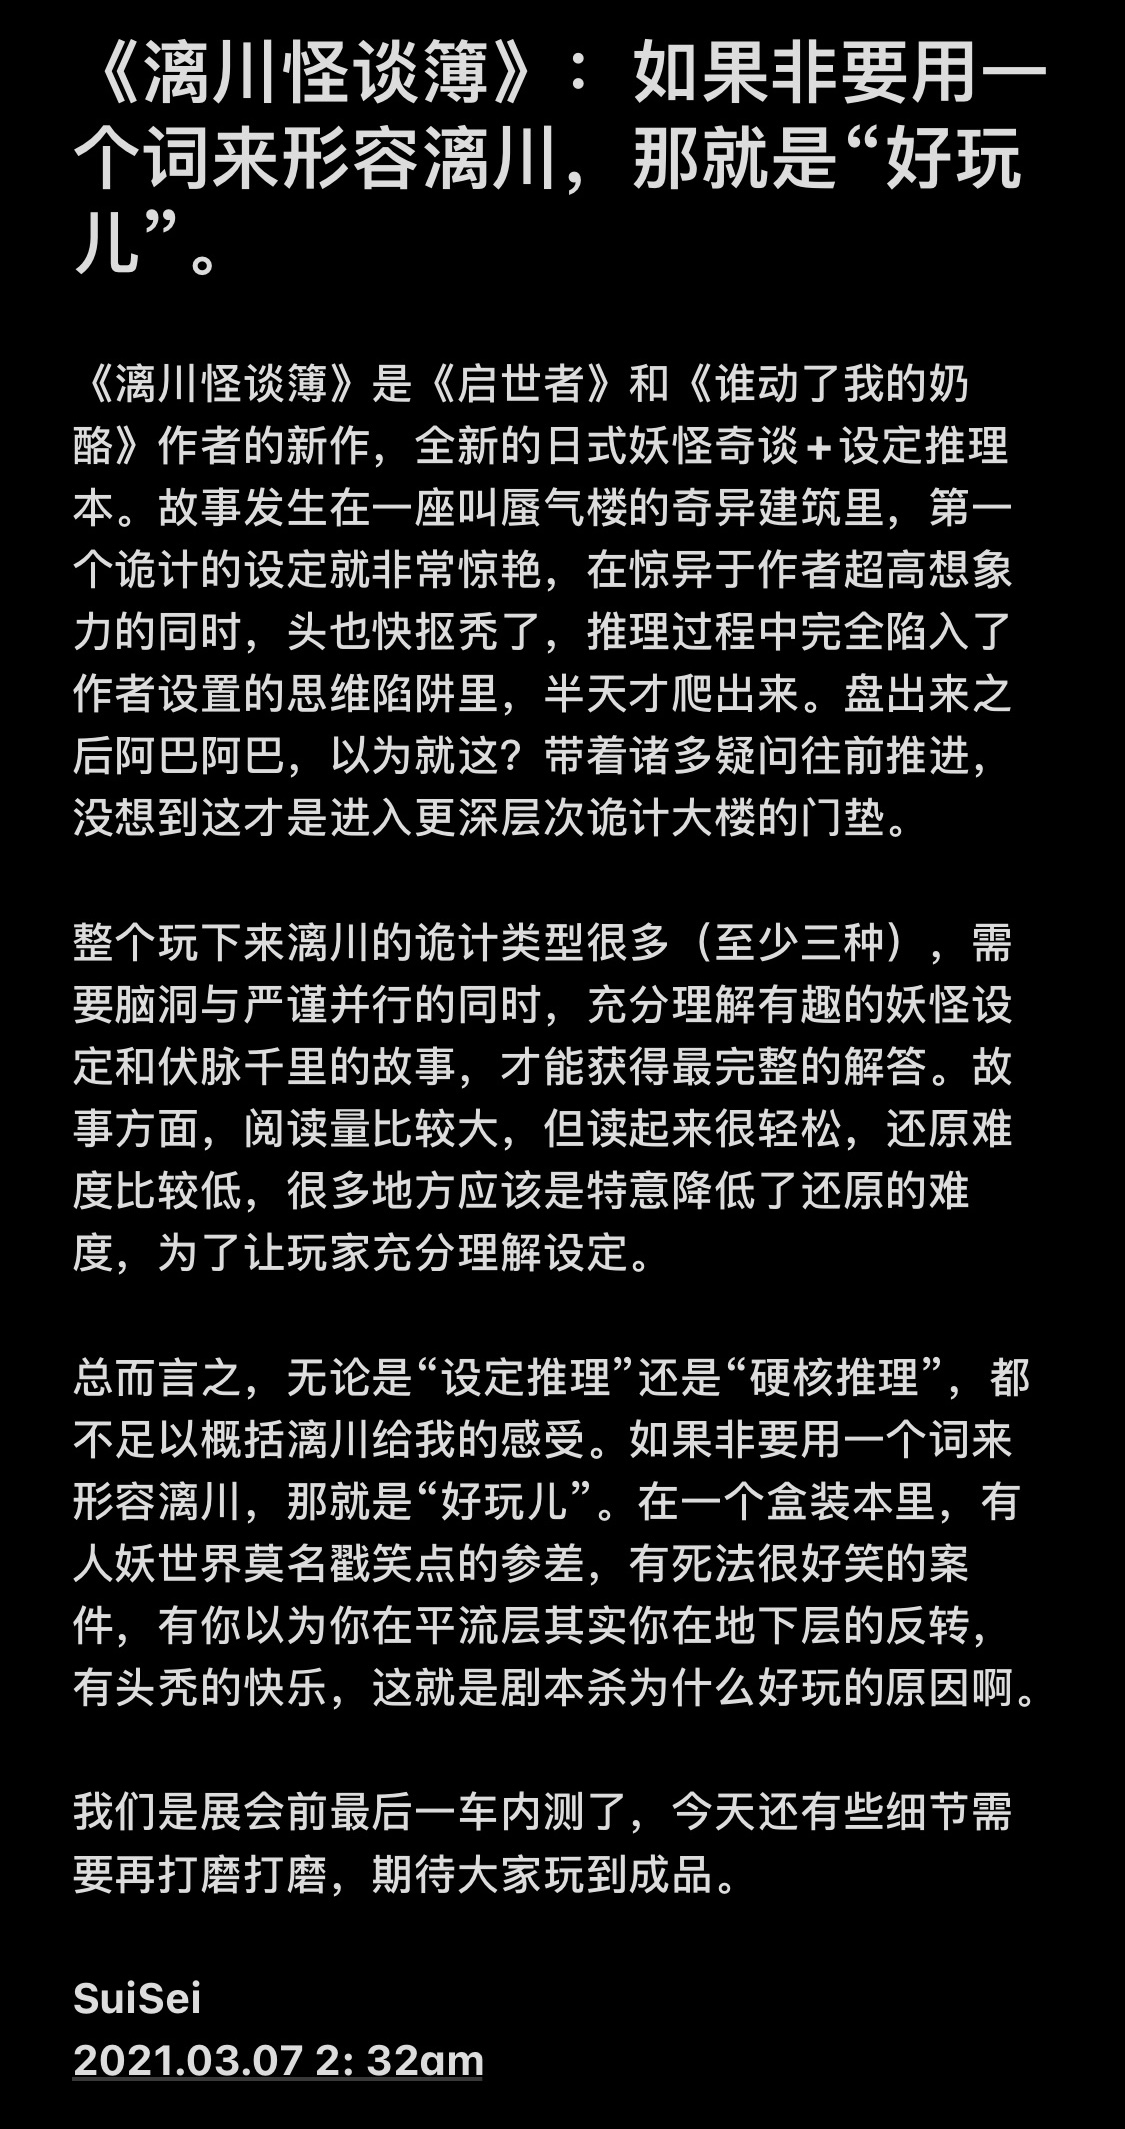 《漓川怪谈簿》：如果非要用一
个词来形容漓川，那就是“好玩
儿”。
《漓川怪谈簿》是《启世者》和《谁动了我的奶
酪》作者的新作，全新的日式妖怪奇谈+设定推理
本。故事发生在一座叫蜃气楼的奇异建筑里，第一
个诡计的设定就非常惊艳，在惊异于作者超高想象
力的同时，头也快抠秃了，推理过程中完全陷入了
作者设置的思维陷阱里，半天才爬出来。盘出来之
后阿巴阿巴，以为就这？带着诸多疑问往前推进，
没想到这才是进入更深层次诡计大楼的门垫。
整个玩下来漓川的诡计类型很多（至少三种），需
要脑洞与严谨并行的同时，充分理解有趣的妖怪设
定和伏脉千里的故事，才能获得最完整的解答。故
事方面，阅读量比较大，但读起来很轻松，还原难
度比较低，很多地方应该是特意降低了还原的难
度，为了让玩家充分理解设定。
总而言之，无论是“设定推理”还是“硬核推理”，都
不足以概括漓川给我的感受。如果非要用一个词来
形容漓川，那就是“好玩儿”。在一个盒装本里，有
人妖世界莫名戳笑点的参差，有死法很好笑的案
件，有你以为你在平流层其实你在地下层的反转，
有头秃的快乐，这就是剧本杀为什么好玩的原因啊。
我们是展会前最后一车内测了，今天还有些细节需
要再打磨打磨，期待大家玩到成品。
SuiSei
2021.03.07 2: 32am